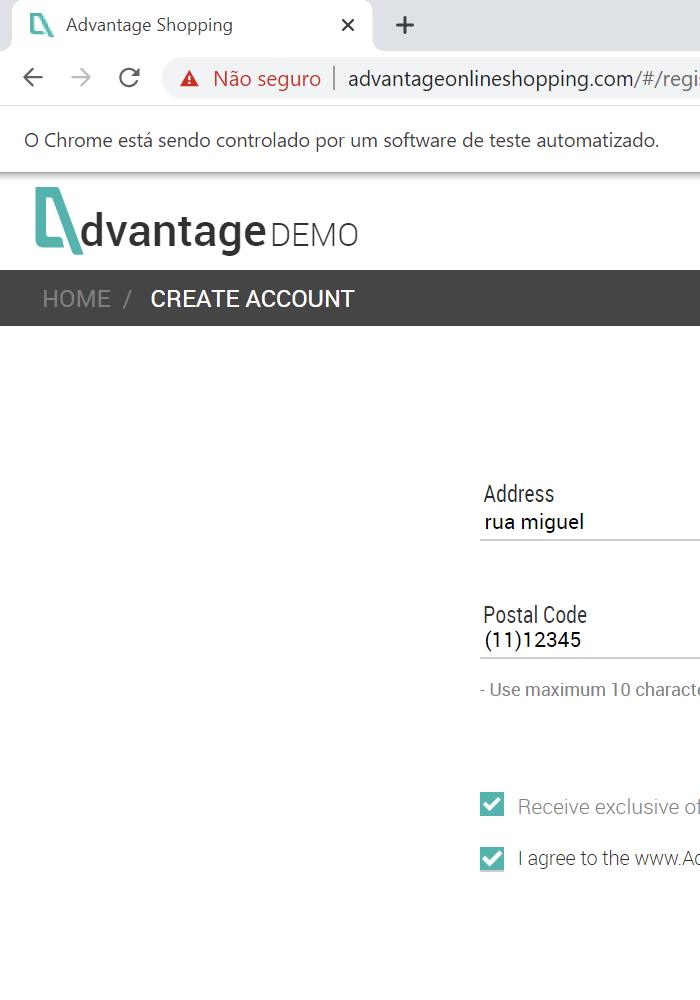 Advantage Shopping
Não seguro | advantageonlineshopping.com/#/regis
O Chrome está sendo controlado por um software de teste automatizado.
dvantage DEMO
HOME / CREATE ACCOUNT
Address
rua miguel
Postal Code
(11)12345
- Use maximum 10 characte
Receive exclusive of
I agree to the www.Ad